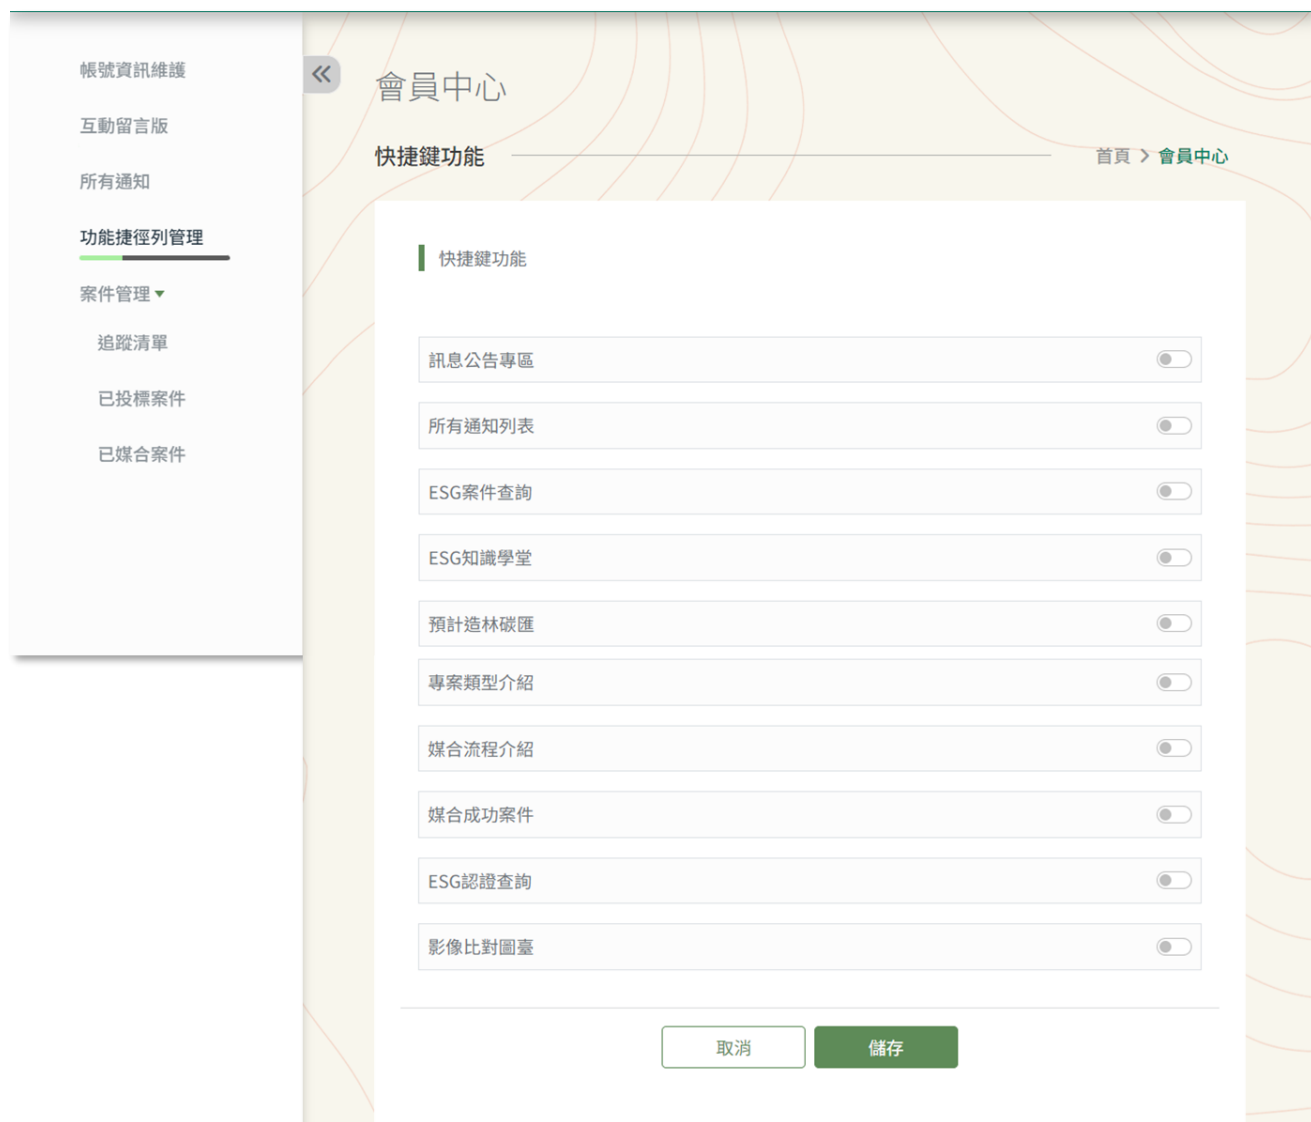 帳號資訊維護
互動留言版
所有通知
功能捷徑列管理
案件管理
追蹤清單
已投標案件
已媒合案件
會員中心
快捷鍵功能
首頁 > 會員中心
快捷鍵功能
訊息公告專區
所有通知列表
ESG案件查詢
ESG知識學堂
預計造林碳匯
專案類型介紹
媒合流程介紹
媒合成功案件
ESG認證查詢
影像比對圖臺
取消
儲存